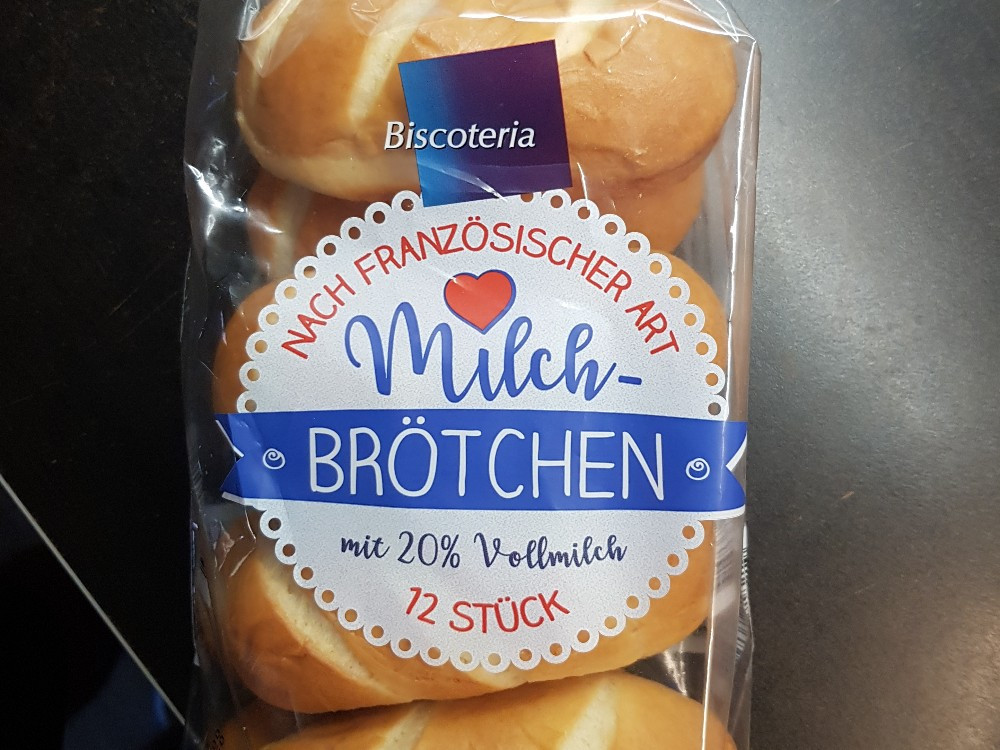 Biscoteria
NACH FRANZÖSISCHER ART
Milch-
BRÖTCHEN
mit 20% Vollmilch
12 STÜCK